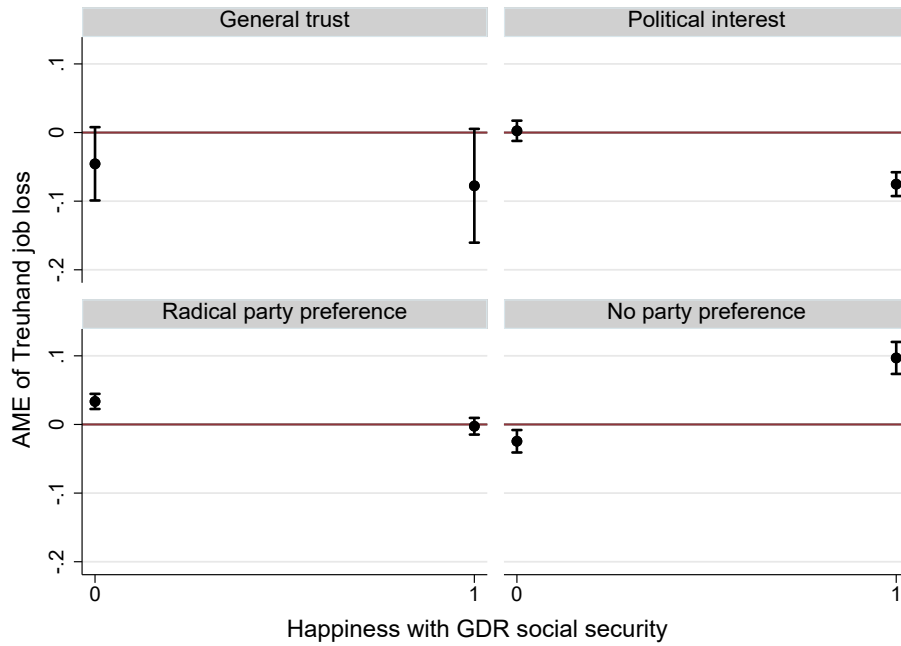 General trust
Political interest
.1
0
-.1
-.2
Radical party preference
No party preference
.1
0
-.1
-.2
AME of Treuhand job loss
0
1
0
1
Happiness with GDR social security